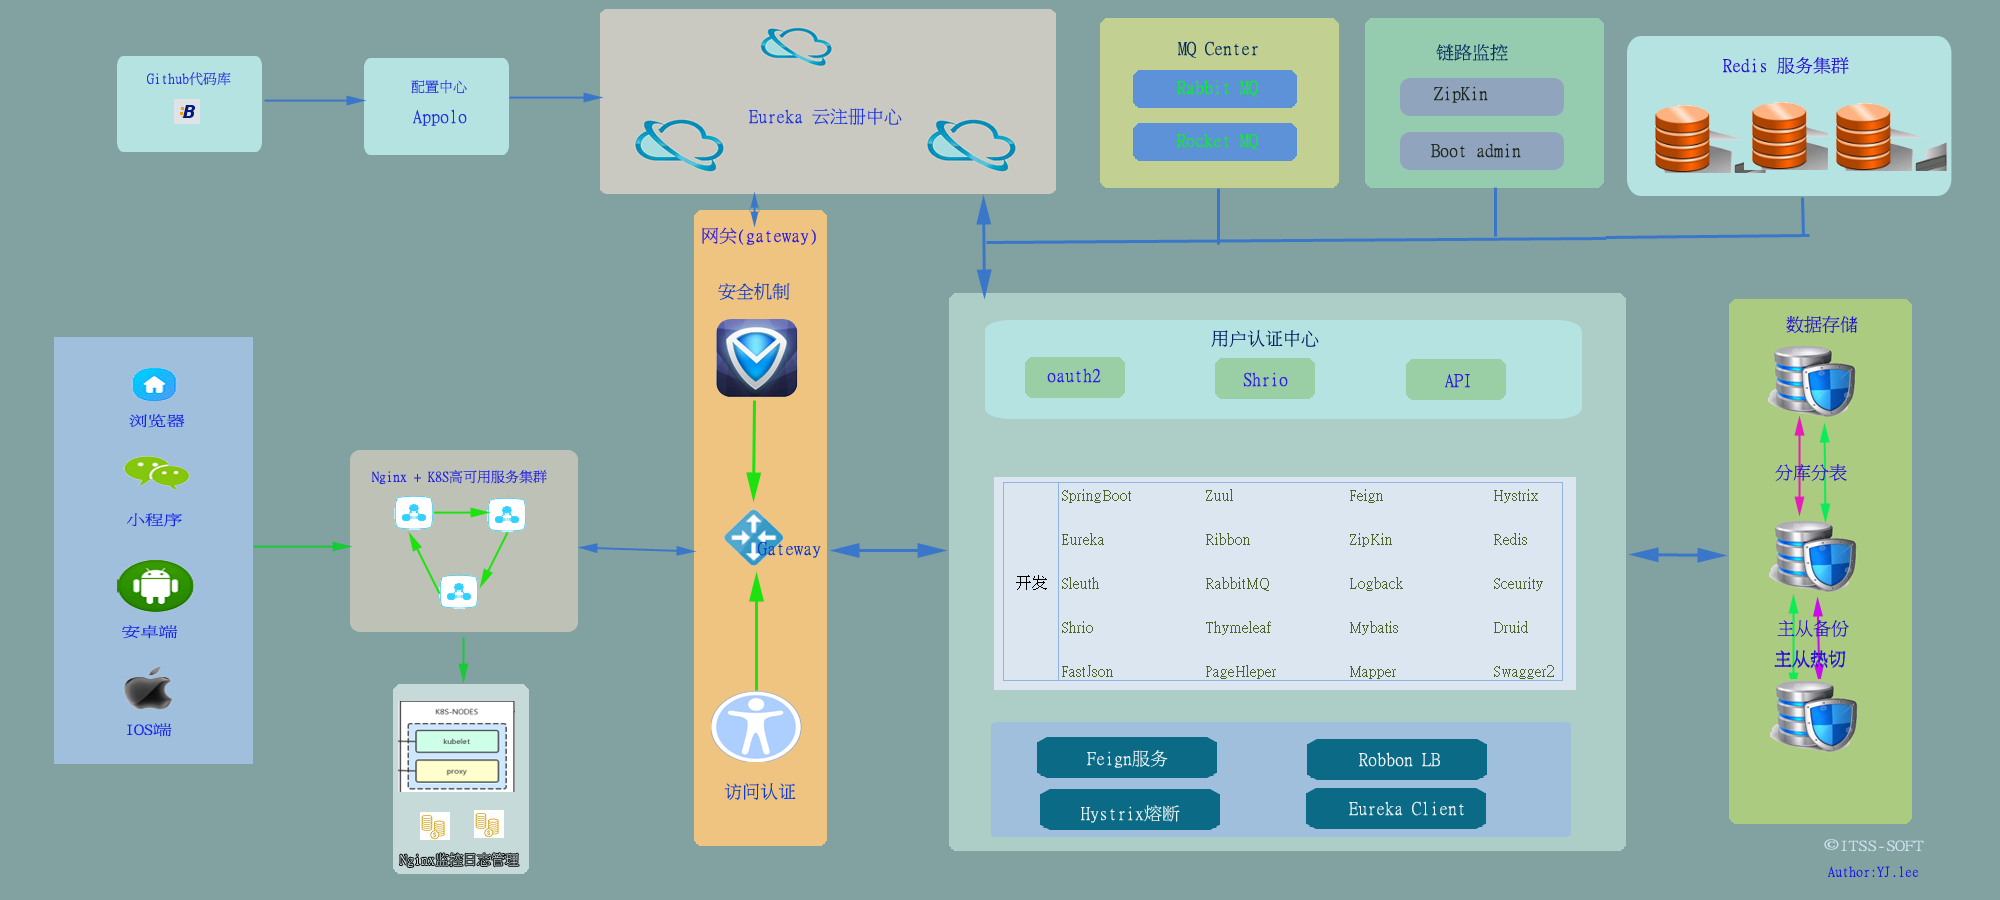 Github代码库
B
配置中心
Appolo
Eureka 云注册中心
MQ Center
Rabbit MQ
Rocket MQ
链路监控
ZipKin
Boot admin
Redis 服务集群
浏览器
小程序
安卓端
IOS端
Nginx + K8S高可用服务集群
K8S-NODES
kubelet
proxy
Nginx监控日志管理
网关(gateway)
安全机制
Gateway
访问认证
用户认证中心
oauth2
Shrio
API
开发
SpringBoot Zuul Feign Hystrix
Eureka Ribbon ZipKin Redis
Sleuth RabbitMQ Logback Sceurity
Shrio Thymeleaf Mybatis Druid
FastJson PageHleper Mapper Swagger2
Feign服务
Robbon LB
Hystrix熔断
Eureka Client
数据存储
分库分表
主从备份
主从热切
©ITSS-SOFT
Author:YJ.lee